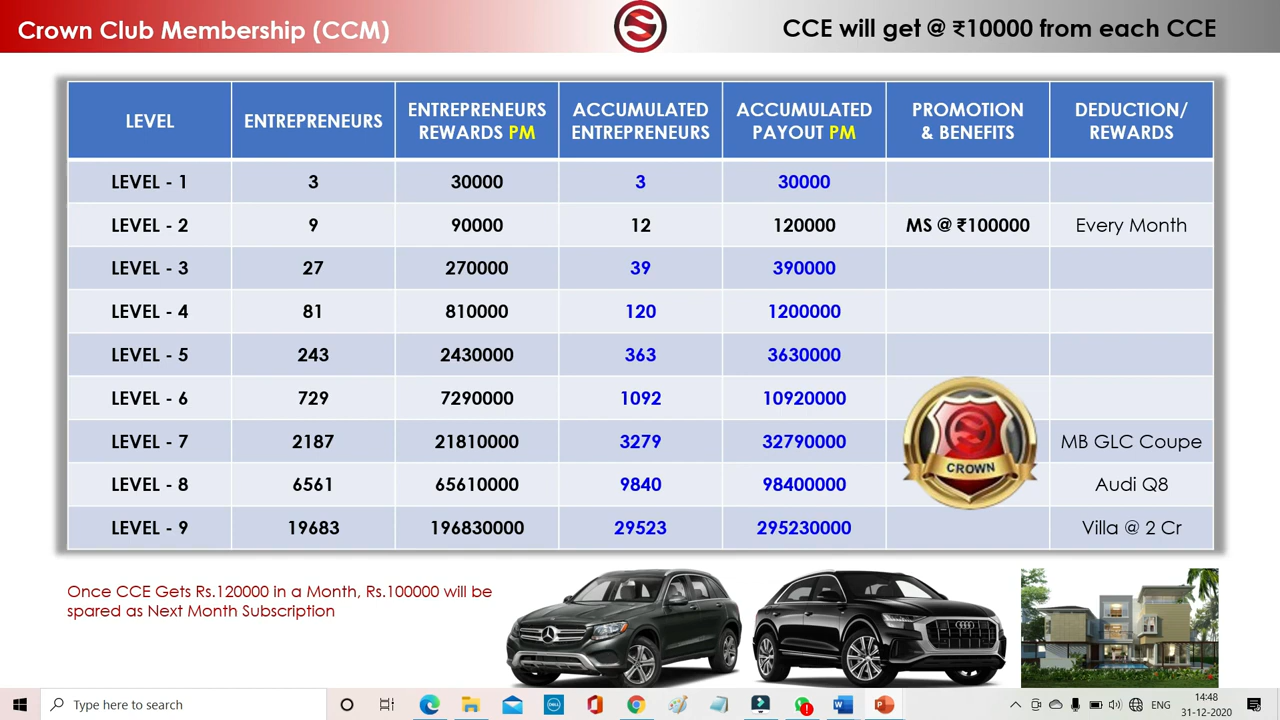 Crown Club Membership (CCM)
CCE will get @ ₹10000 from each CCE
LEVEL
ENTREPRENEURS
ENTREPRENEURS
REWARDS PM
ACCUMULATED
ENTREPRENEURS
ACCUMULATED
PAYOUT PM
PROMOTION
& BENEFITS
DEDUCTION/
REWARDS
LEVEL - 1 3 30000 3 30000
LEVEL - 2 9 90000 12 120000 MS @ ₹100000 Every Month
LEVEL - 3 27 270000 39 390000
LEVEL - 4 81 810000 120 1200000
LEVEL - 5 243 2430000 363 3630000
LEVEL - 6 729 7290000 1092 10920000
LEVEL - 7 2187 21810000 3279 32790000 MB GLC Coupe
CROWN
LEVEL - 8 6561 65610000 9840 98400000 Audi Q8
LEVEL - 9 19683 196830000 29523 295230000 Villa @ 2 Cr
Once CCE Gets Rs.120000 in a Month, Rs.100000 will be
spared as Next Month Subscription
Type here to search
DELL
ENG
14:48
31-12-2020